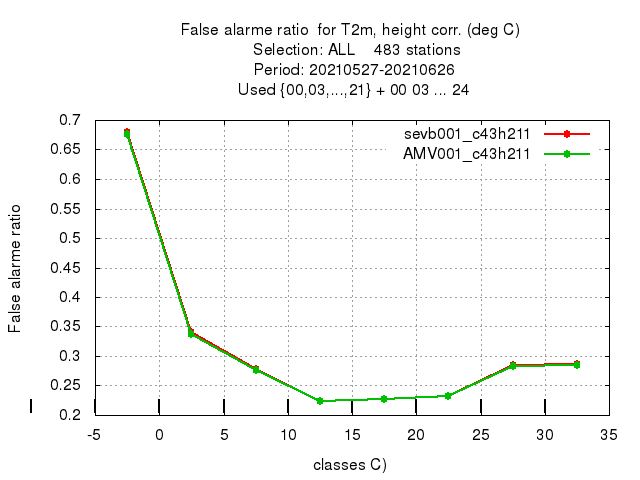 False alarme ratio  for T2m, height corr. (deg C)
Selection: ALL    483 stations
Period: 20210527-20210626
Used {00,03,...,21} + 00 03 ... 24
sevb001_c43h211
AMV001_c43h211
0.7
0.65
0.6
0.55
0.5
0.45
0.4
0.35
0.3
0.25
0.2
False alarme ratio
-5
0
5
10
15
20
25
30
35
classes C)